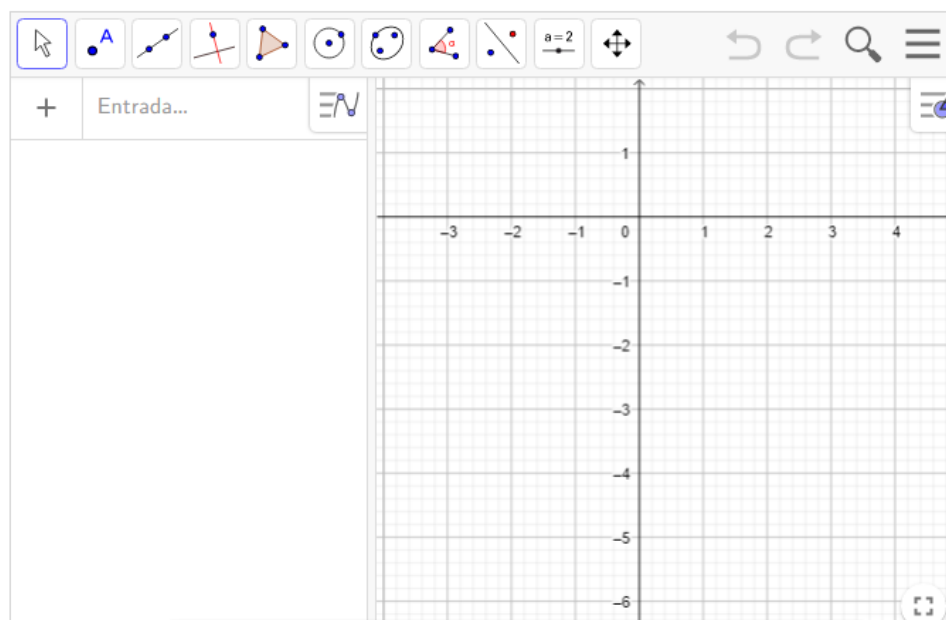 A
α
a=2
+ Entrada...
1
–3 –2 –1 0 1 2 3 4
–1
–2
–3
–4
–5
–6